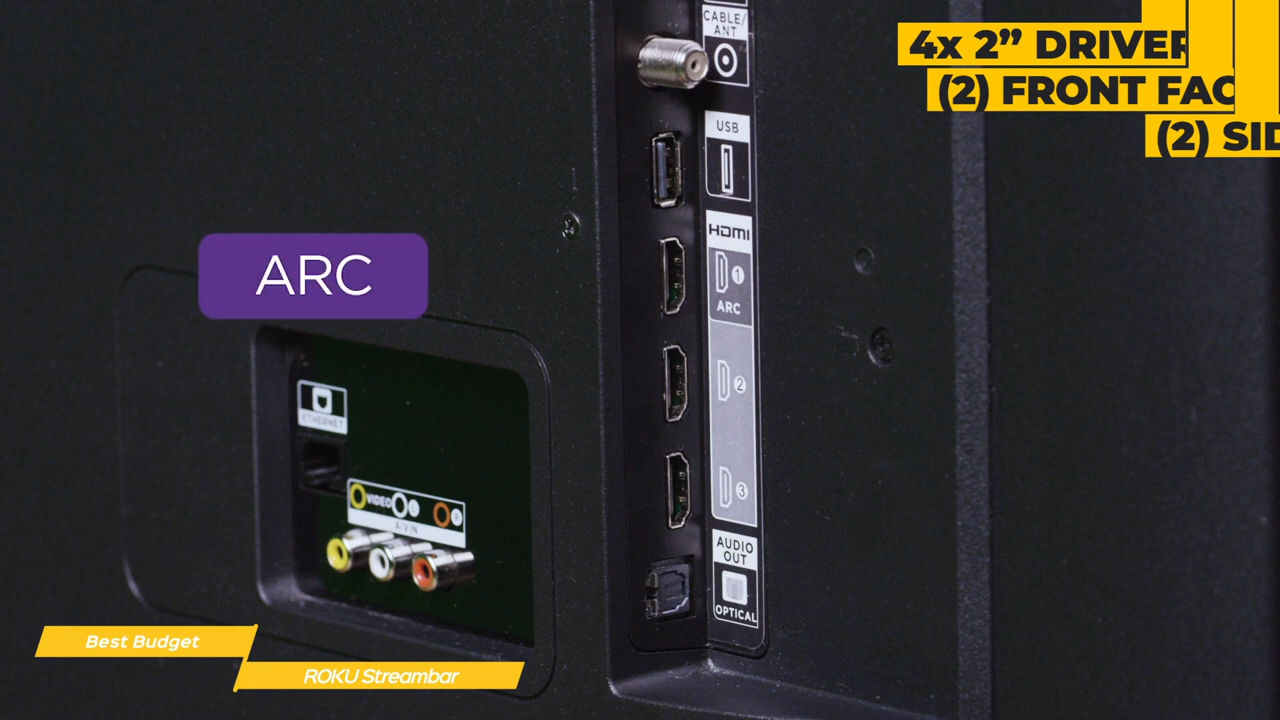 4x 2” DRIVER
(2) FRONT FAC
(2) SID
CABLE/
ANT
USB
HDMI
1
ARC
2
3
AUDIO
OUT
OPTICAL
ARC
ETHERNET
VIDEO L R
A/V IN
Best Budget
ROKU Streambar